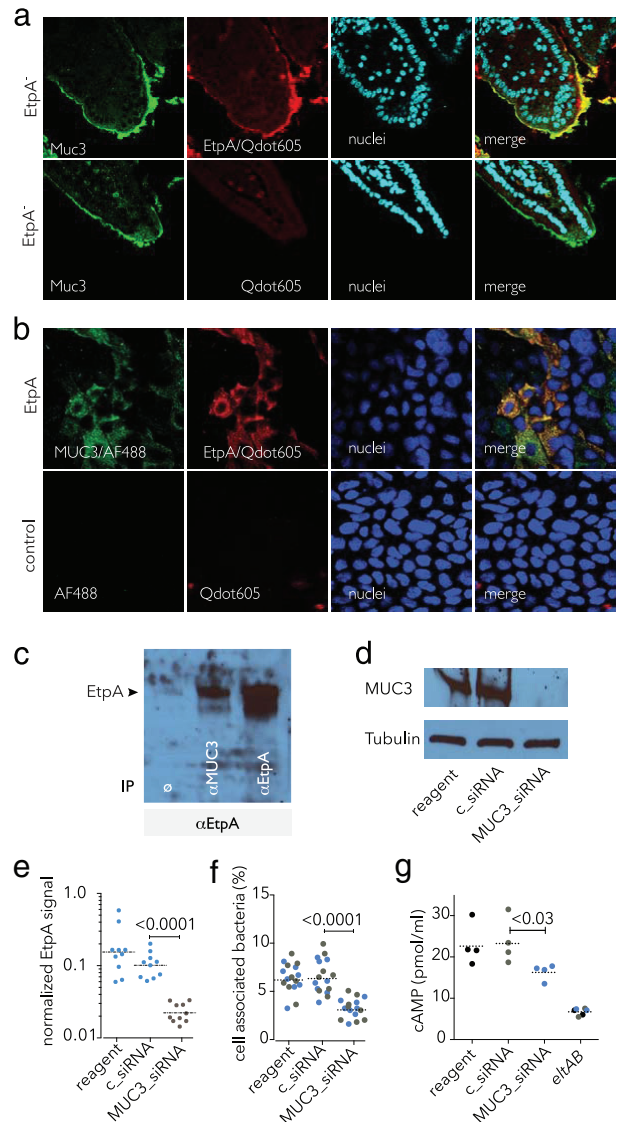 a
EtpA-
Muc3
EtpA/Qdot605
nuclei
merge
EtpA-
Muc3
Qdot605
nuclei
merge
b
EtpA
MUC3/AF488
EtpA/Qdot605
nuclei
merge
control
AF488
Qdot605
nuclei
merge
c
EtpA
IP
ø
αMUC3
αEtpA
αEtpA
d
MUC3
Tubulin
reagent
c_siRNA
MUC3_siRNA
e
normalized EtpA signal
1.0
0.1
0.01
<0.0001
reagent
c_siRNA
MUC3_siRNA
f
cell associated bacteria (%)
15
10
5
0
<0.0001
reagent
c_siRNA
MUC3_siRNA
g
cAMP (pmol/ml)
30
20
10
0
<0.03
reagent
c_siRNA
MUC3_siRNA
eltAB